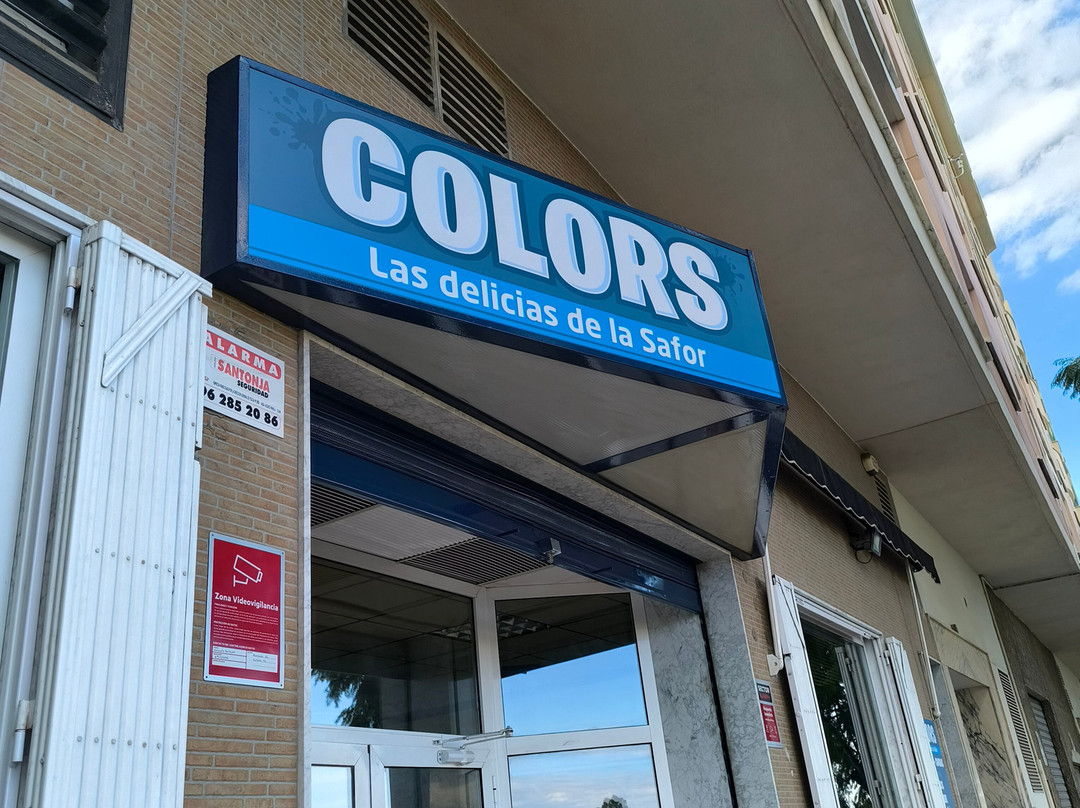 COLORS
Las delicias de la Safor
ALARMA
SANTONJA
SEGURIDAD
96 285 20 86
Zona Videovigilancia